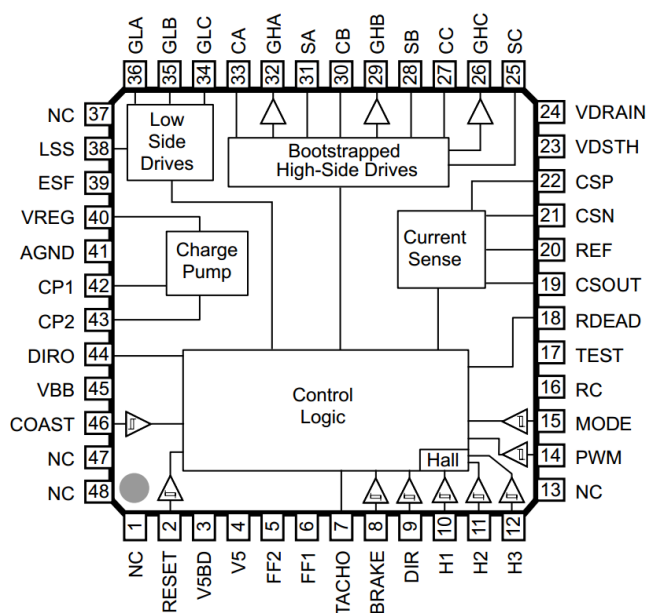 GLA
GLB
GLC
CA
GHA
SA
CB
GHB
SB
CC
GHC
SC
36
35
34
33
32
31
30
29
28
27
26
25
NC 37
LSS 38
ESF 39
VREG 40
AGND 41
CP1 42
CP2 43
DIRO 44
VBB 45
COAST 46
NC 47
NC 48
Low
Side
Drives
Bootstrapped
High-Side Drives
Charge
Pump
Current
Sense
Control
Logic
Hall
24 VDRAIN
23 VDSTH
22 CSP
21 CSN
20 REF
19 CSOUT
18 RDEAD
17 TEST
16 RC
15 MODE
14 PWM
13 NC
1
2
3
4
5
6
7
8
9
10
11
12
NC
RESET
V5BD
V5
FF2
FF1
TACHO
BRAKE
DIR
H1
H2
H3